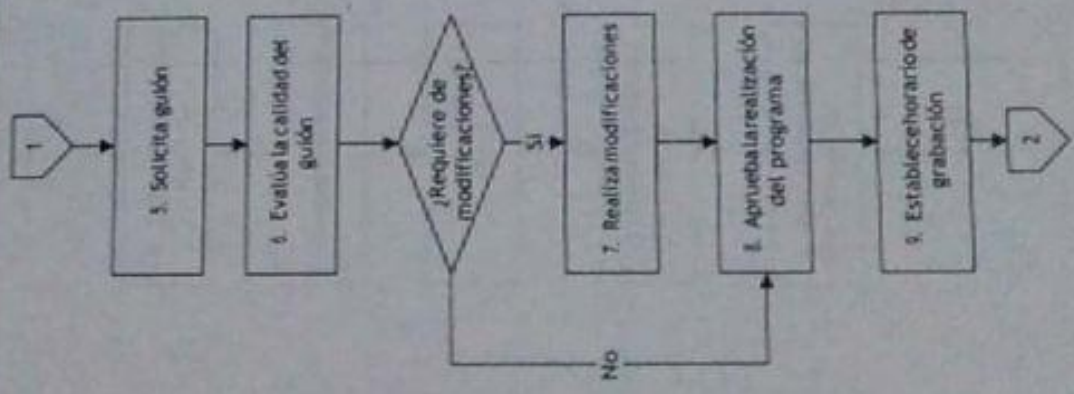 1
5. Solicita guión
6. Evalua la calidad del
guión
¿Requiere de
modificaciones?
Si
No
7. Realiza modificaciones
8. Aprueba la realización
del programa
9. Establece horario de
grabación
2